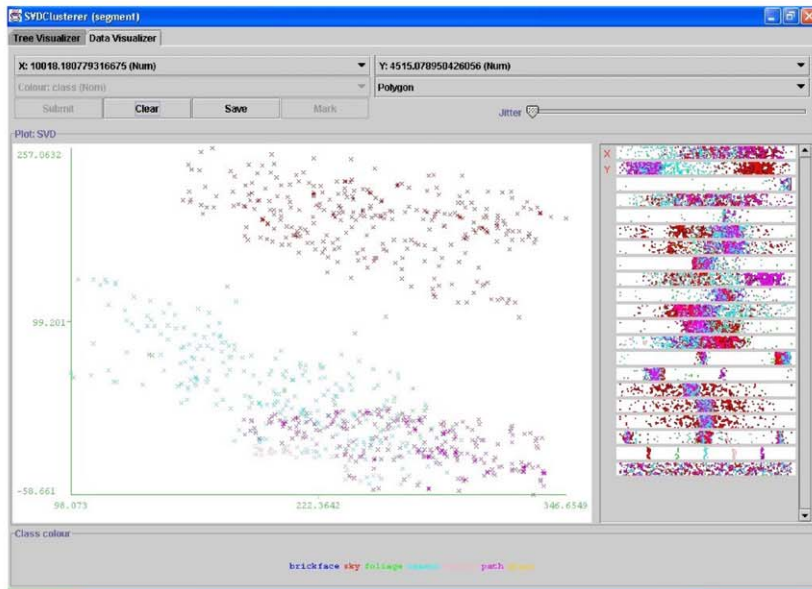 SVDClusterer (segment)
Tree Visualizer Data Visualizer
X: 10018.180779316675 (Num) Y: 4515.078950426056 (Num)
Colour: class (Num) Polygon
Submit Clear Save Mark Jitter
Plot: SVD
257.0632
X
Y
99.201
-58.661
98.073 222.3642 346.6549
Class colour
brickface sky foliage cement path